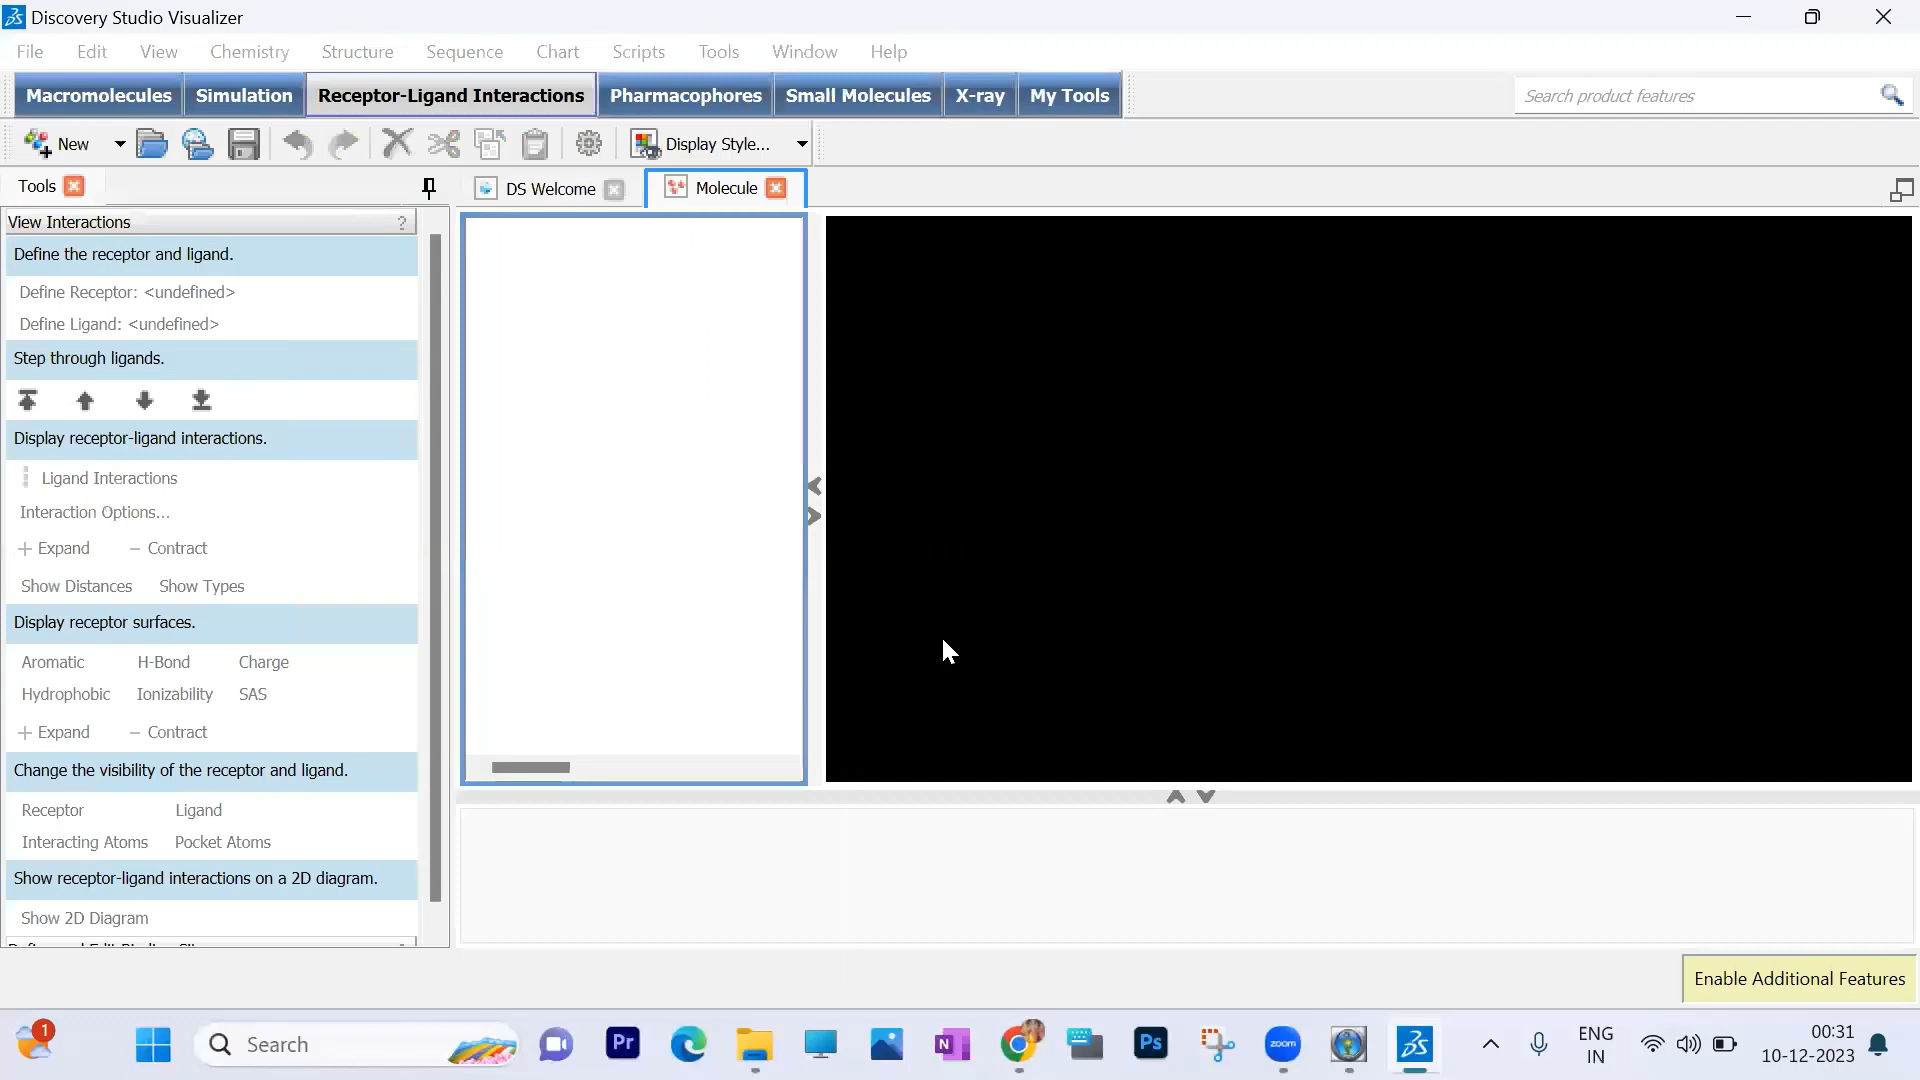 Discovery Studio Visualizer
File Edit View Chemistry Structure Sequence Chart Scripts Tools Window Help
Macromolecules Simulation Receptor-Ligand Interactions Pharmacophores Small Molecules X-ray My Tools Search product features
New Display Style...
Tools DS Welcome Molecule
View Interactions ?
Define the receptor and ligand.
Define Receptor: <undefined>
Define Ligand: <undefined>
Step through ligands.
Display receptor-ligand interactions.
Ligand Interactions
Interaction Options...
+ Expand − Contract
Show Distances Show Types
Display receptor surfaces.
Aromatic H-Bond Charge
Hydrophobic Ionizability SAS
+ Expand − Contract
Change the visibility of the receptor and ligand.
Receptor Ligand
Interacting Atoms Pocket Atoms
Show receptor-ligand interactions on a 2D diagram.
Show 2D Diagram
Enable Additional Features
1 Search Pr N Ps zoom ENG IN 00:31
10-12-2023